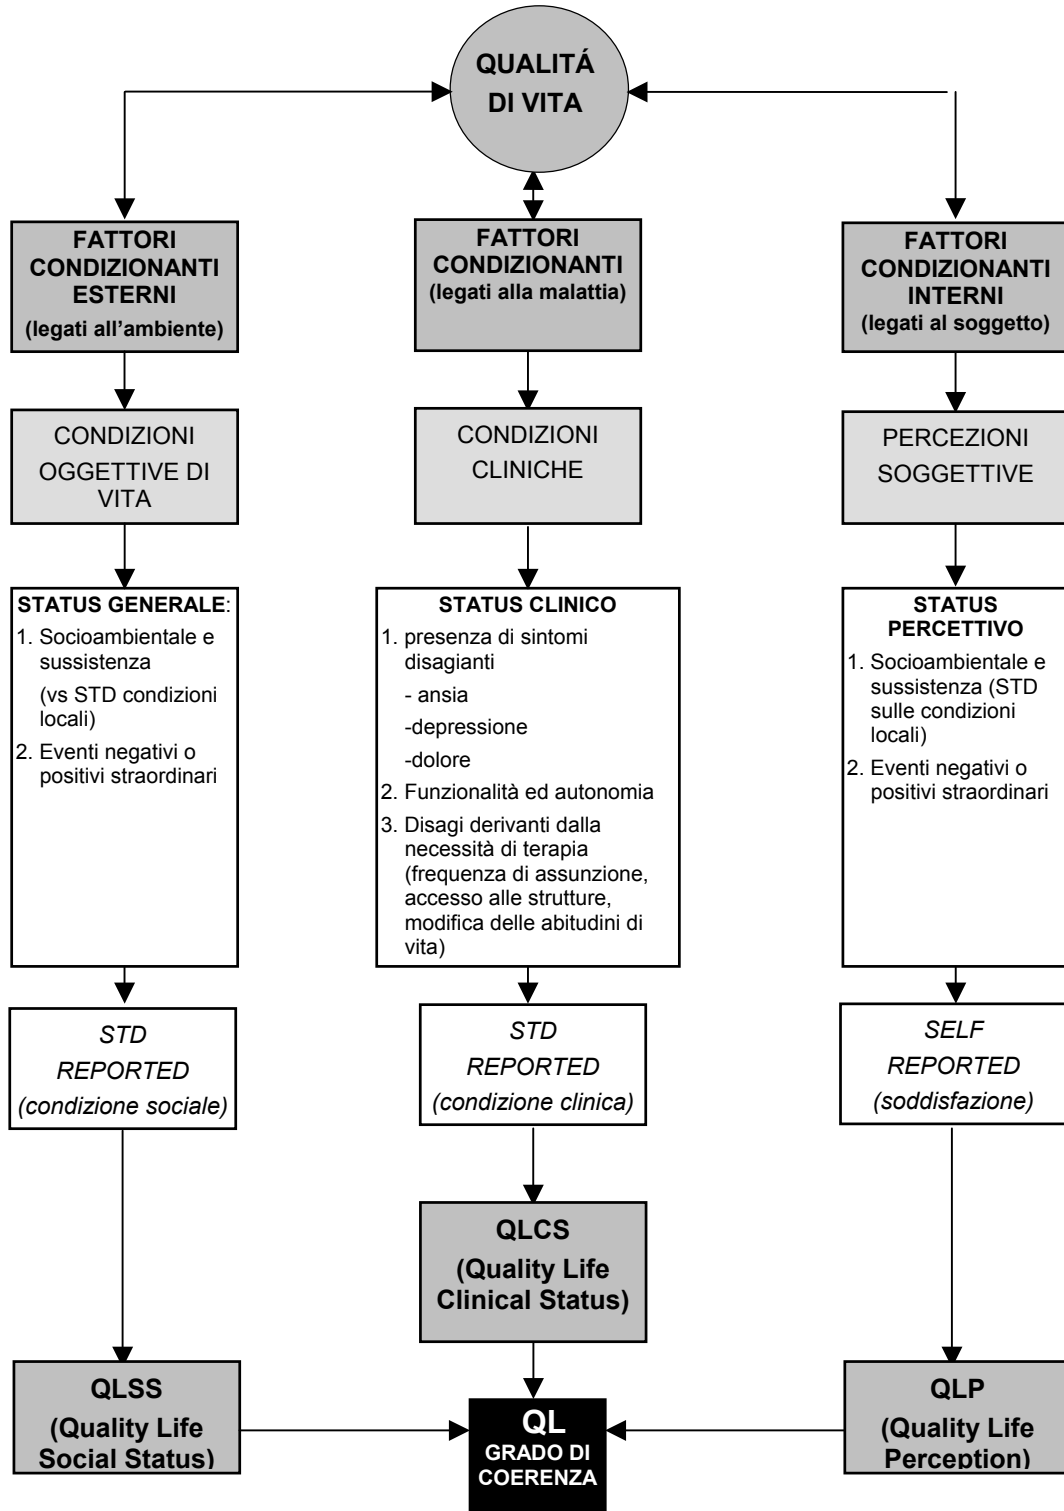 QUALITÁ
DI VITA
FATTORI
CONDIZIONANTI
ESTERNI
(legati all’ambiente)
FATTORI
CONDIZIONANTI
(legati alla malattia)
FATTORI
CONDIZIONANTI
INTERNI
(legati al soggetto)
CONDIZIONI
OGGETTIVE DI
VITA
CONDIZIONI
CLINICHE
PERCEZIONI
SOGGETTIVE
STATUS GENERALE:
1. Socioambientale e
sussistenza
(vs STD condizioni
locali)
2. Eventi negativi o
positivi straordinari
STATUS CLINICO
1. presenza di sintomi
disagianti
- ansia
-depressione
-dolore
2. Funzionalità ed autonomia
3. Disagi derivanti dalla
necessità di terapia
(frequenza di assunzione,
accesso alle strutture,
modifica delle abitudini di
vita)
STATUS
PERCETTIVO
1. Socioambientale e
sussistenza (STD
sulle condizioni
locali)
2. Eventi negativi o
positivi straordinari
STD
REPORTED
(condizione sociale)
STD
REPORTED
(condizione clinica)
SELF
REPORTED
(soddisfazione)
QLCS
(Quality Life
Clinical Status)
QLSS
(Quality Life
Social Status)
QL
GRADO DI
COERENZA
QLP
(Quality Life
Perception)